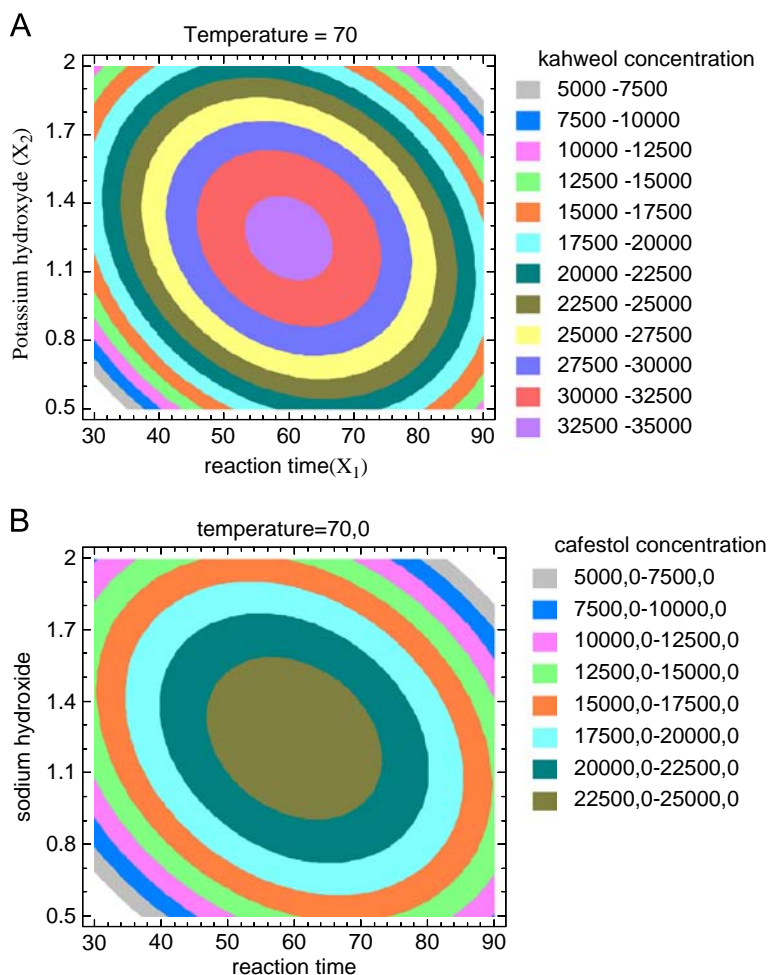 A
Temperature = 70
Potassium hydroxyde (X2)
2
1.7
1.4
1.1
0.8
0.5
30 40 50 60 70 80 90
reaction time(X1)
kahweol concentration
5000 -7500
7500 -10000
10000 -12500
12500 -15000
15000 -17500
17500 -20000
20000 -22500
22500 -25000
25000 -27500
27500 -30000
30000 -32500
32500 -35000
B
temperature=70,0
sodium hydroxide
2
1.7
1.4
1.1
0.8
0.5
30 40 50 60 70 80 90
reaction time
cafestol concentration
5000,0-7500,0
7500,0-10000,0
10000,0-12500,0
12500,0-15000,0
15000,0-17500,0
17500,0-20000,0
20000,0-22500,0
22500,0-25000,0